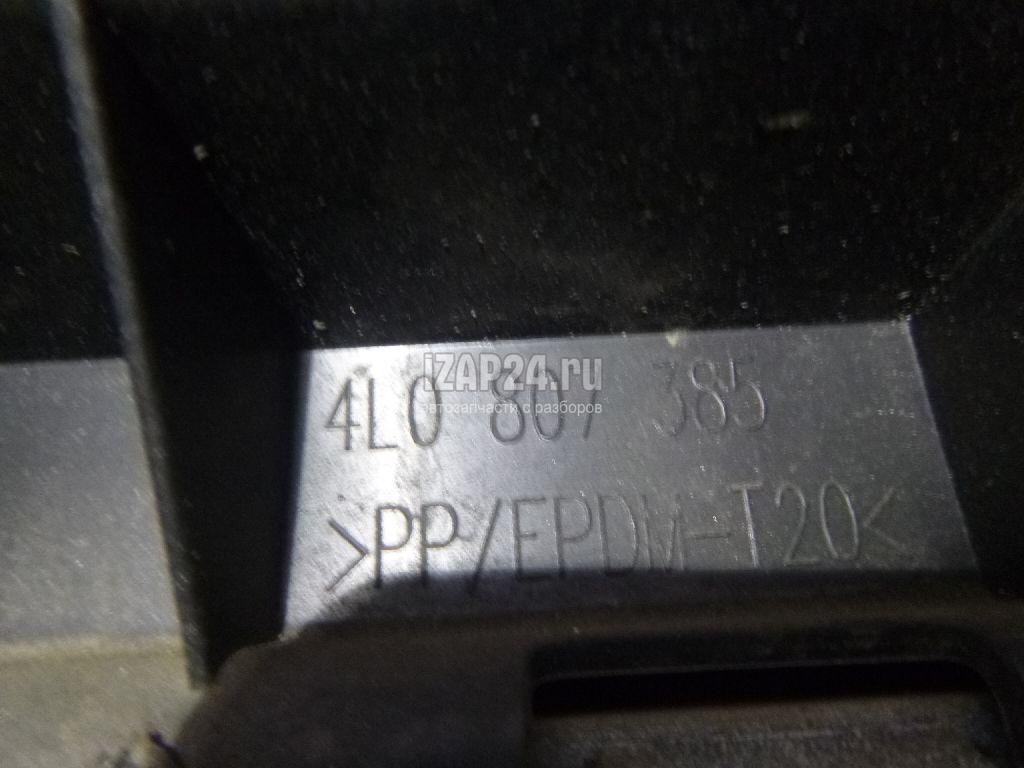 iZAP24.ru
4L0 807 385
автозапчасти с разборов
>PP/EPDM-T20<